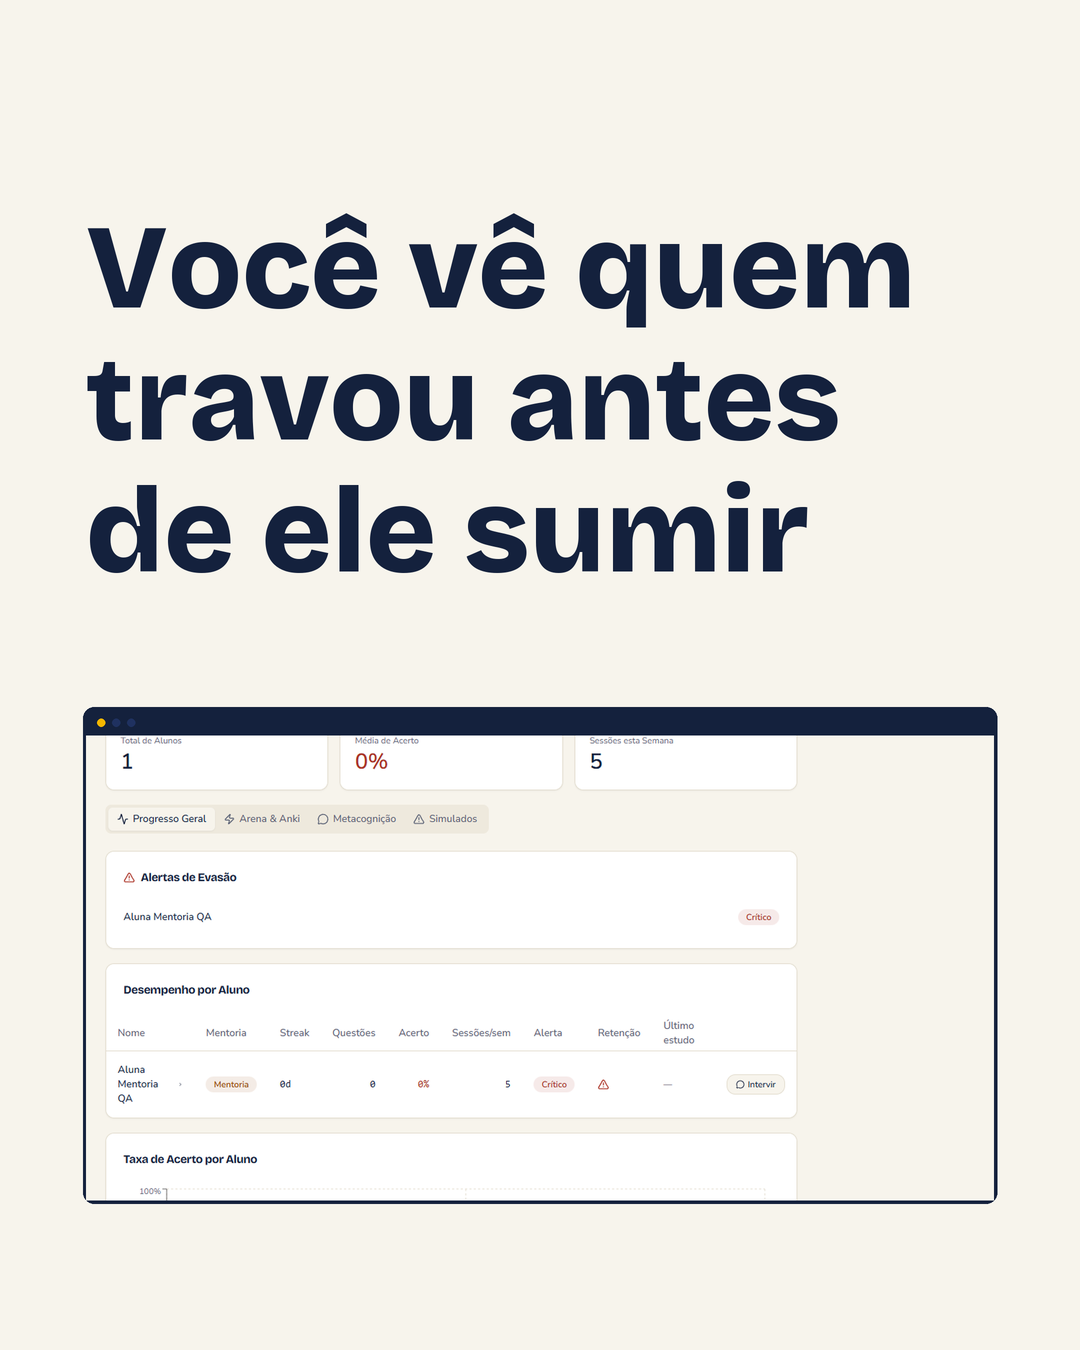 Você vê quem
travou antes
de ele sumir
Total de Alunos
1
Média de Acerto
0%
Sessões esta Semana
5
Progresso Geral
Arena & Anki
Metacognição
Simulados
Alertas de Evasão
Aluna Mentoria QA
Crítico
Desempenho por Aluno
Nome
Mentoria
Streak
Questões
Acerto
Sessões/sem
Alerta
Retenção
Último
estudo
Aluna
Mentoria
QA
Mentoria
0d
0
0%
5
Crítico
—
Intervir
Taxa de Acerto por Aluno
100%